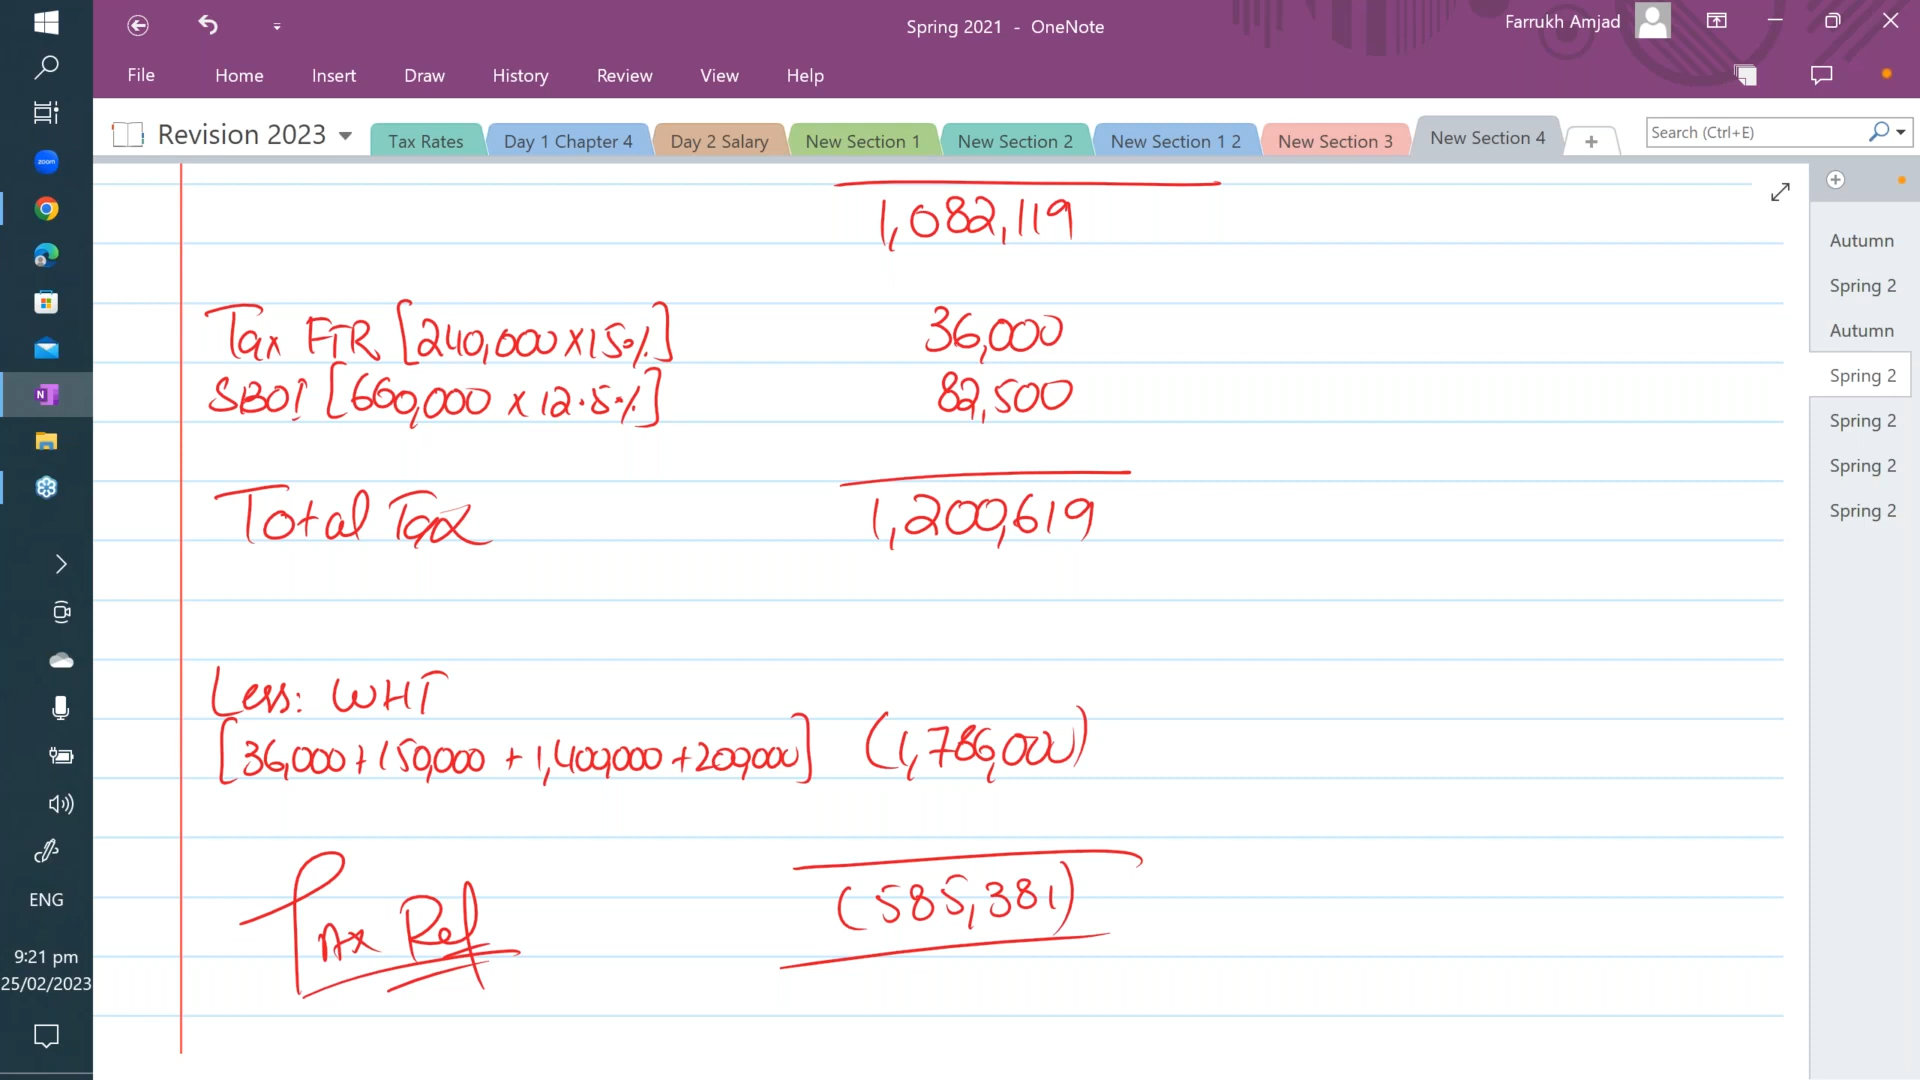 Spring 2021 - OneNote
Farrukh Amjad
File Home Insert Draw History Review View Help
Revision 2023
Tax Rates
Day 1 Chapter 4
Day 2 Salary
New Section 1
New Section 2
New Section 1 2
New Section 3
New Section 4
+
Search (Ctrl+E)
zoom
N
1,082,119
Tax FTR [240,000 x 15%] 36,000
SBOI [660,000 x 12.5%] 82,500
Total Tax 1,200,619
Less: WHT
[36,000 + 150,000 + 1,400,000 + 200,000] (1,786,000)
Tax Ref (585,381)
Autumn
Spring 2
Autumn
Spring 2
Spring 2
Spring 2
Spring 2
ENG
9:21 pm
25/02/2023